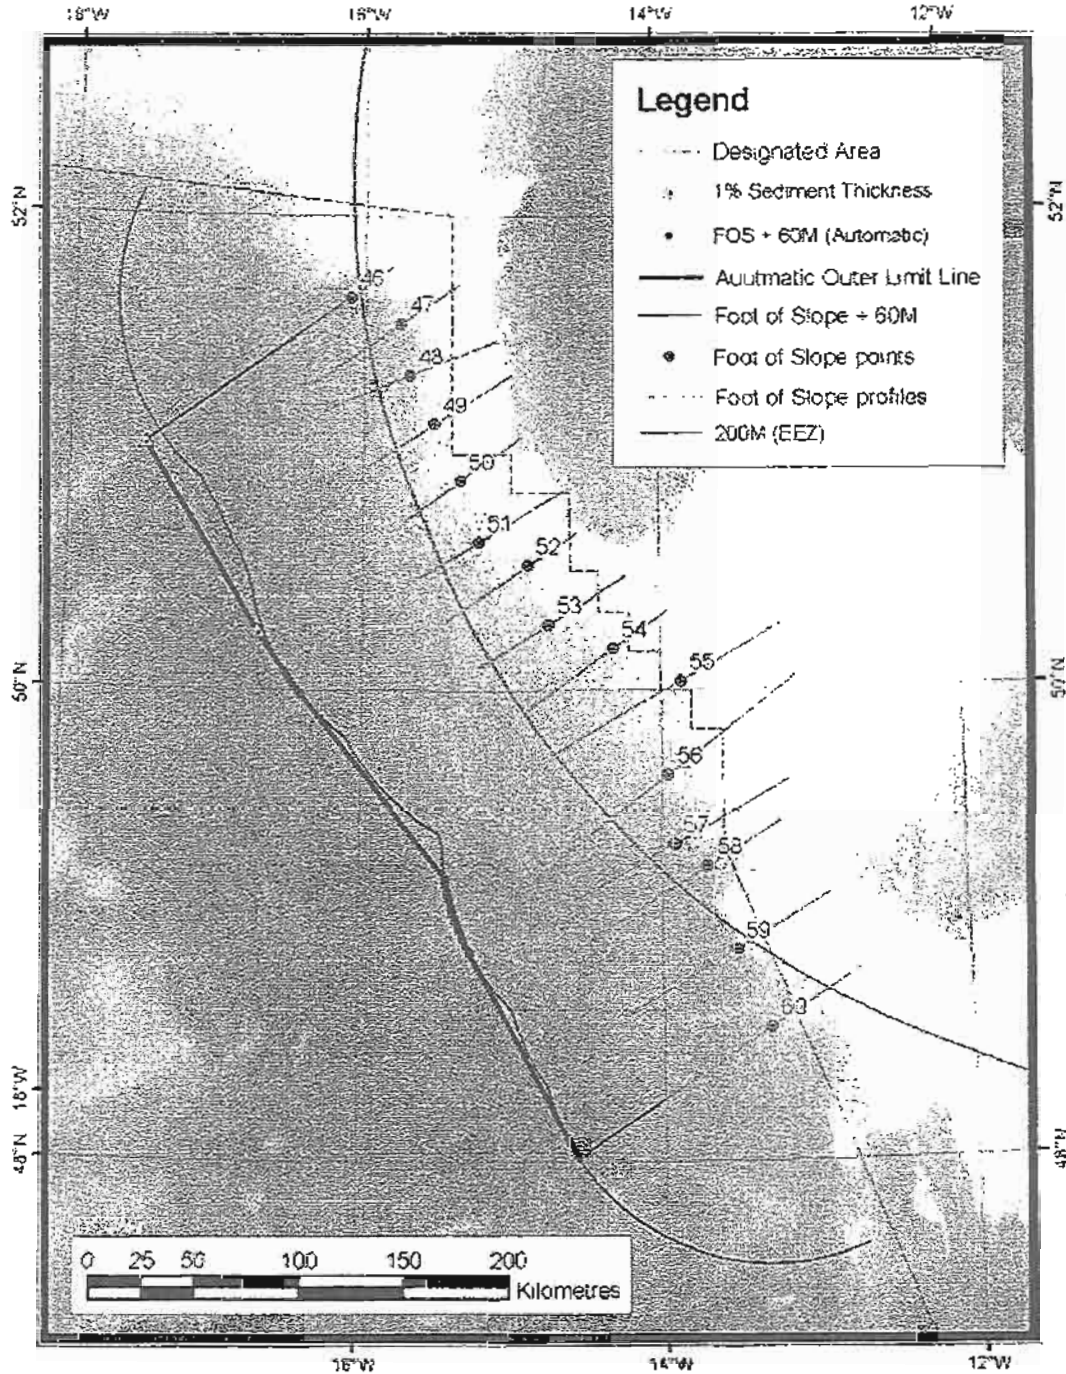 18°W 16°W 14°W 12°W
Legend
Designated Area
1% Sediment Thickness
FOS + 60M (Automatic)
Auutmatic Outer Limit Line
Foot of Slope + 60M
Foot of Slope points
Foot of Slope profiles
200M (EEZ)
52°N 52°N
46
47
48
49
50
51
52
53
54
55
50°N 50°N
56
57
58
59
18°W
48°N 48°N
0 25 50 100 150 200
Kilometres
16°W 14°W 12°W